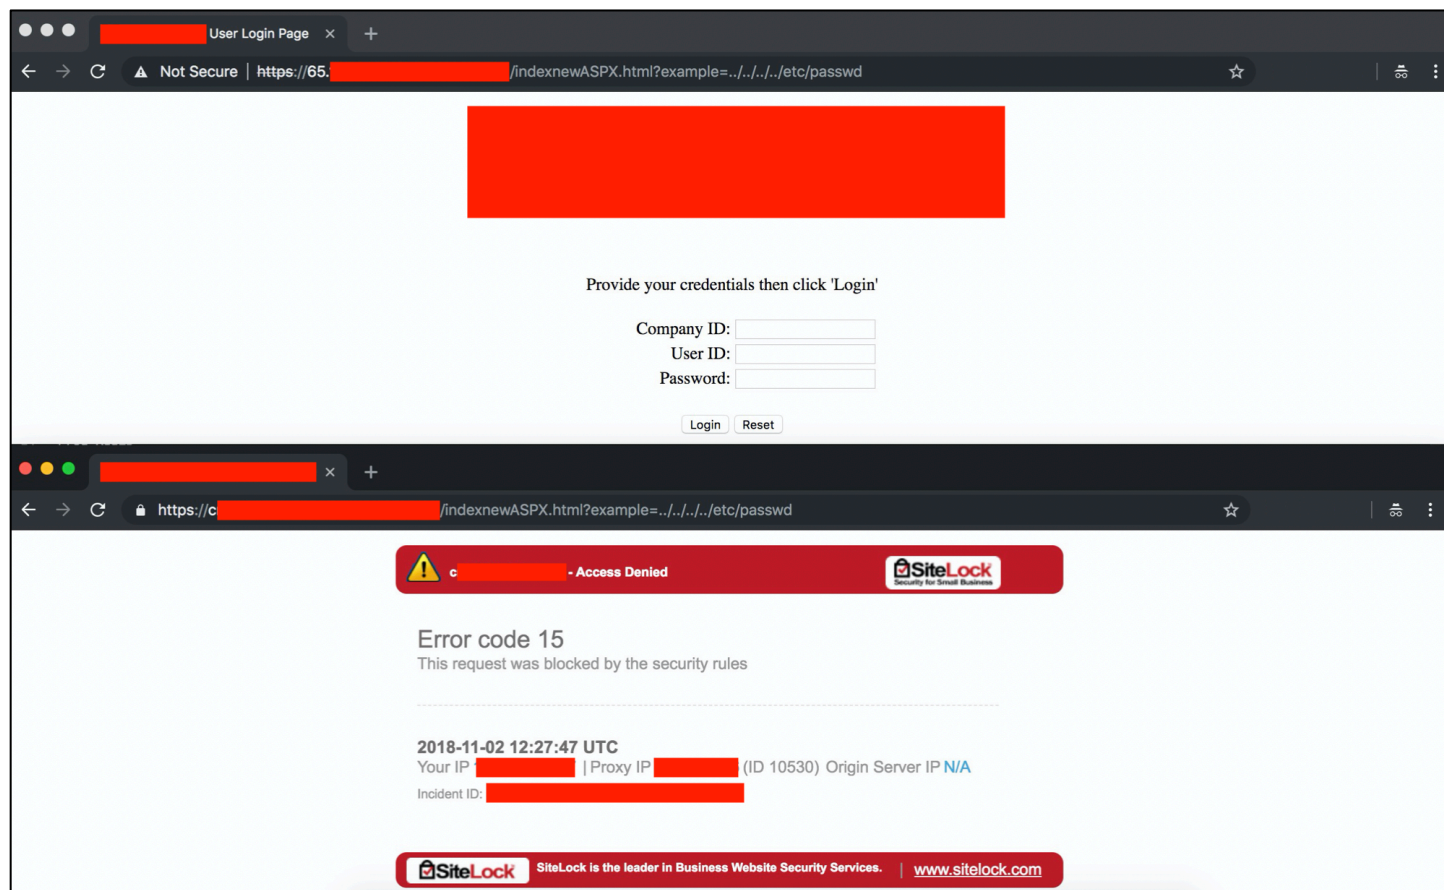 User Login Page
Not Secure | https://65. /indexnewASPX.html?example=../../../../etc/passwd
Provide your credentials then click 'Login'
Company ID:
User ID:
Password:
Login Reset
https://c /indexnewASPX.html?example=../../../../etc/passwd
c - Access Denied
SiteLock
Security for Small Business
Error code 15
This request was blocked by the security rules
2018-11-02 12:27:47 UTC
Your IP | Proxy IP (ID 10530) Origin Server IP N/A
Incident ID:
SiteLock SiteLock is the leader in Business Website Security Services. | www.sitelock.com